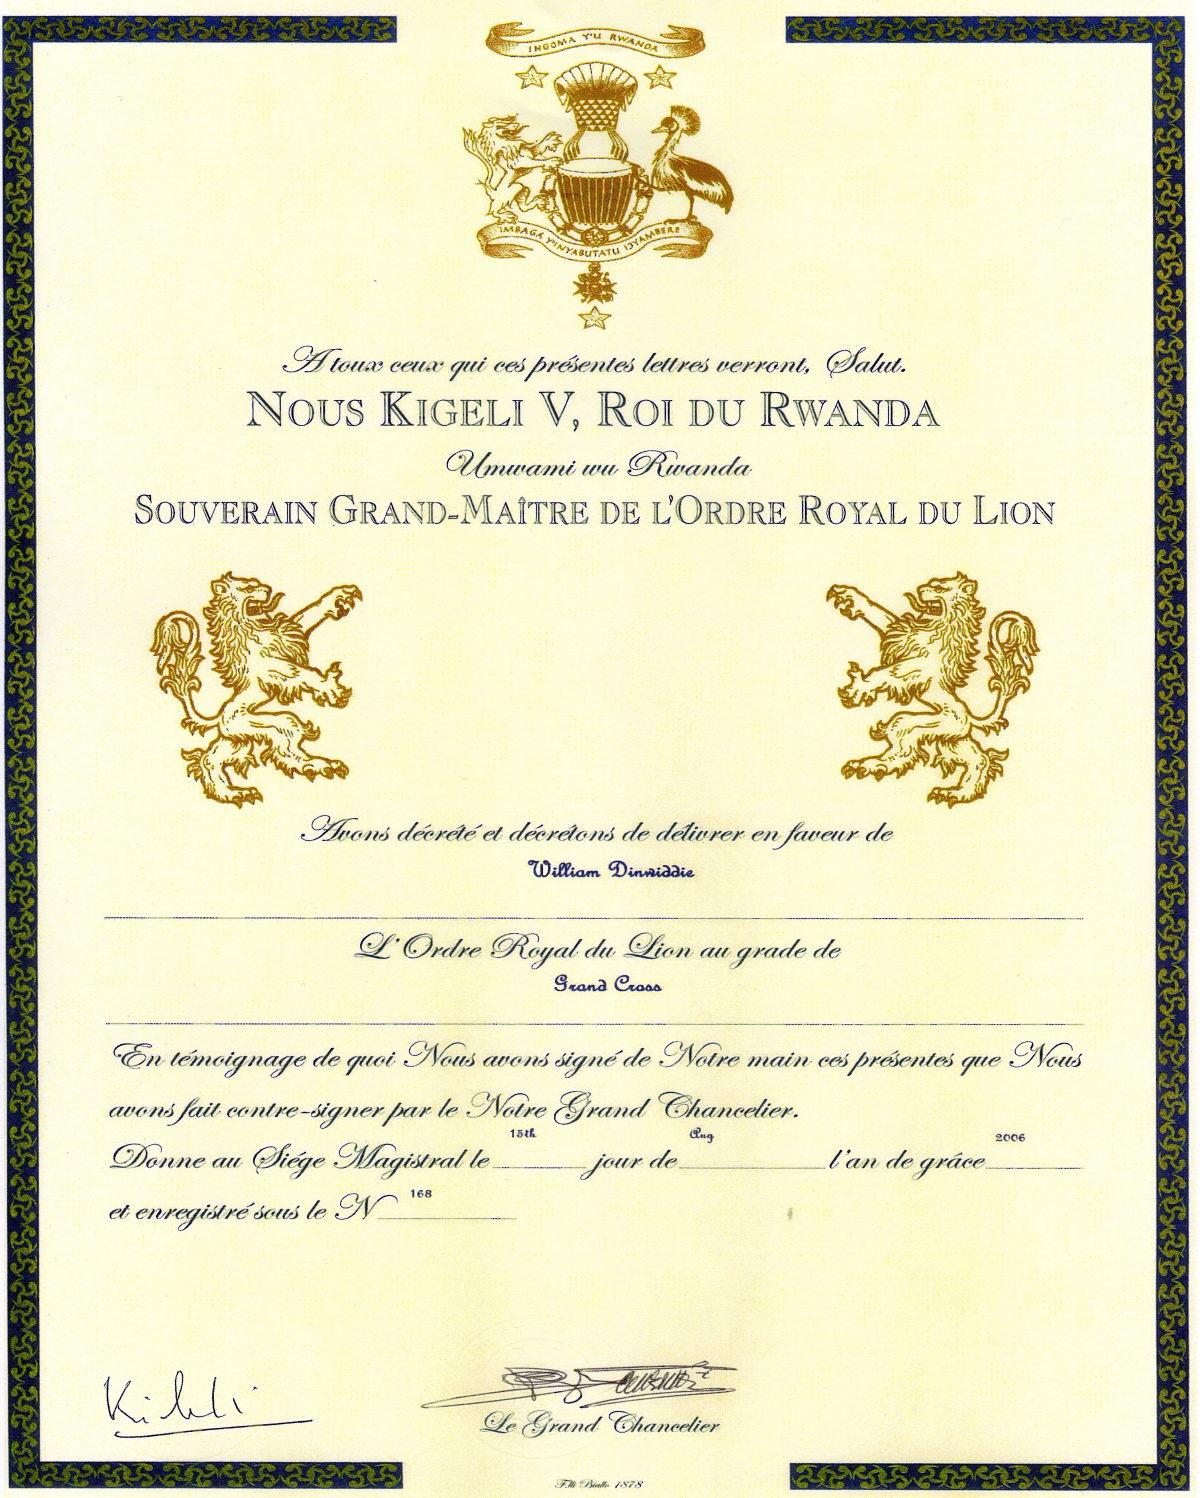 INGOMA Y'U RWANDA
IMBAGA Y'INYABUTATU IJYAMBERE
A toux ceux qui ces présentes lettres verront, Salut.
NOUS KIGELI V, ROI DU RWANDA
Umwami wu Rwanda
SOUVERAIN GRAND-MAÎTRE DE L'ORDRE ROYAL DU LION
Avons décrété et décrétons de délivrer en faveur de
William Dinwiddie
L'Ordre Royal du Lion au grade de
Grand Cross
En témoignage de quoi Nous avons signé de Notre main ces présentes que Nous
avons fait contre-signer par le Notre Grand Chancelier.
Donne au Siége Magistral le 15th jour de Aug l'an de grâce 2006
et enregistré sous le N 168
Kigeli
Le Grand Chancelier
F.lli 1878